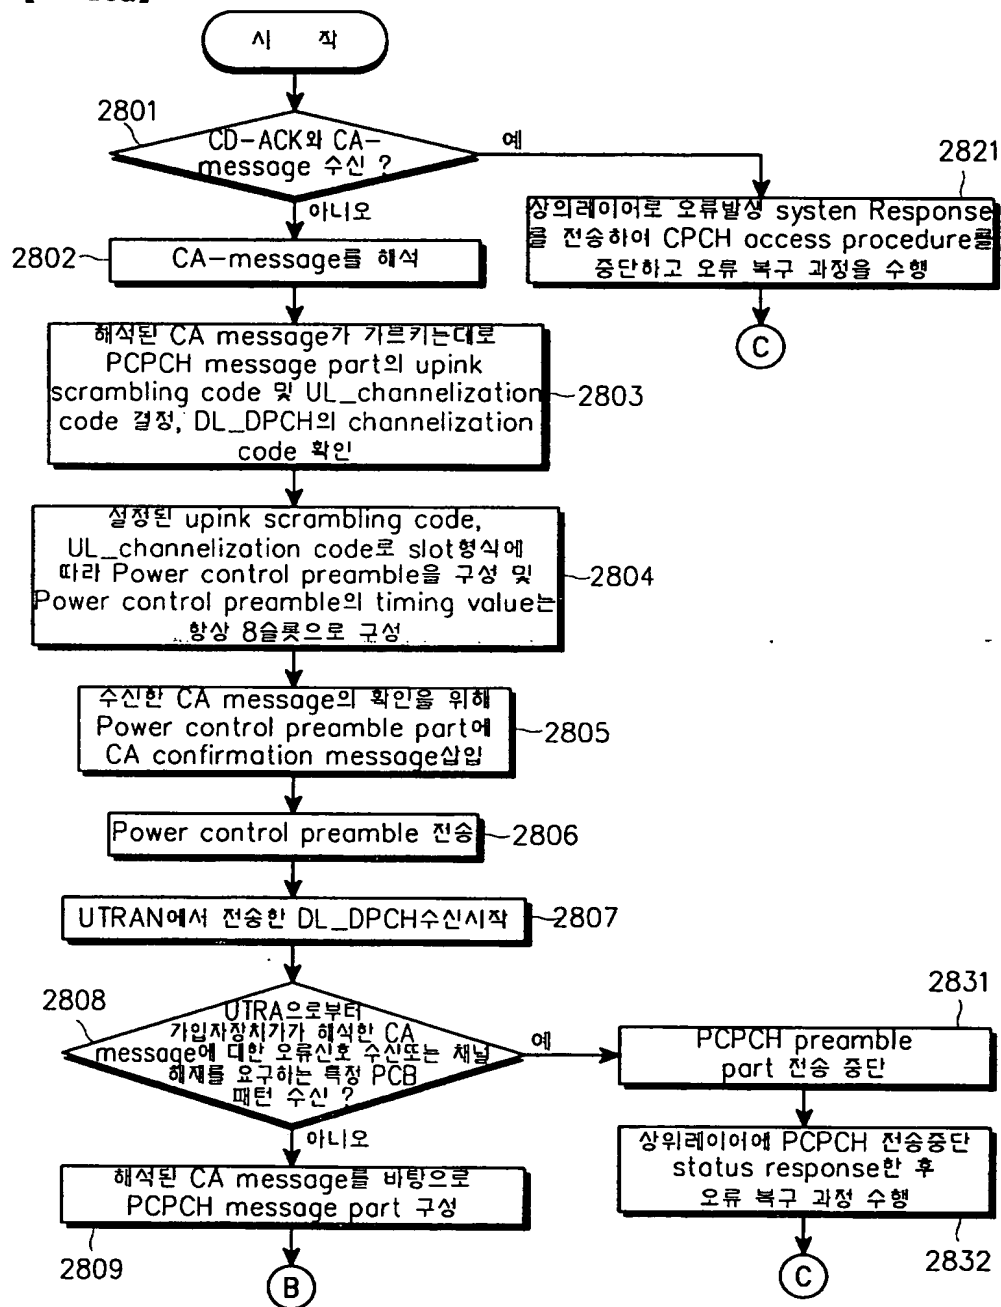 시 작
2801
CD-ACK와 CA-
message 수신 ?
예
아니오
2821
상의레이어로 오류발생 systen Response
를 전송하여 CPCH access procedure를
중단하고 오류 복구 과정을 수행
C
2802
CA-message를 해석
해석된 CA message가 가르키는대로
PCPCH message part의 upink
scrambling code 및 UL_channelization
code 결정, DL_DPCH의 channelization
code 확인
2803
설정된 upink scrambling code,
UL_channelization code로 slot형식에
따라 Power control preamble을 구성 및
Power control preamble의 timing value는
항상 8슬롯으로 구성
2804
수신한 CA message의 확인을 위해
Power control preamble part에
CA confirmation message삽입
2805
Power control preamble 전송
2806
UTRAN에서 전송한 DL_DPCH수신시작
2807
2808
UTRA으로부터
가입자장치가가 해석한 CA
message에 대한 오류신호 수신또는 채널
해재를 요구하는 특정 PCB
패턴 수신 ?
예
아니오
2831
PCPCH preamble
part 전송 중단
상위레이어에 PCPCH 전송중단
status response한 후
오류 복구 과정 수행
2832
C
해석된 CA message를 바탕으로
PCPCH message part 구성
2809
B